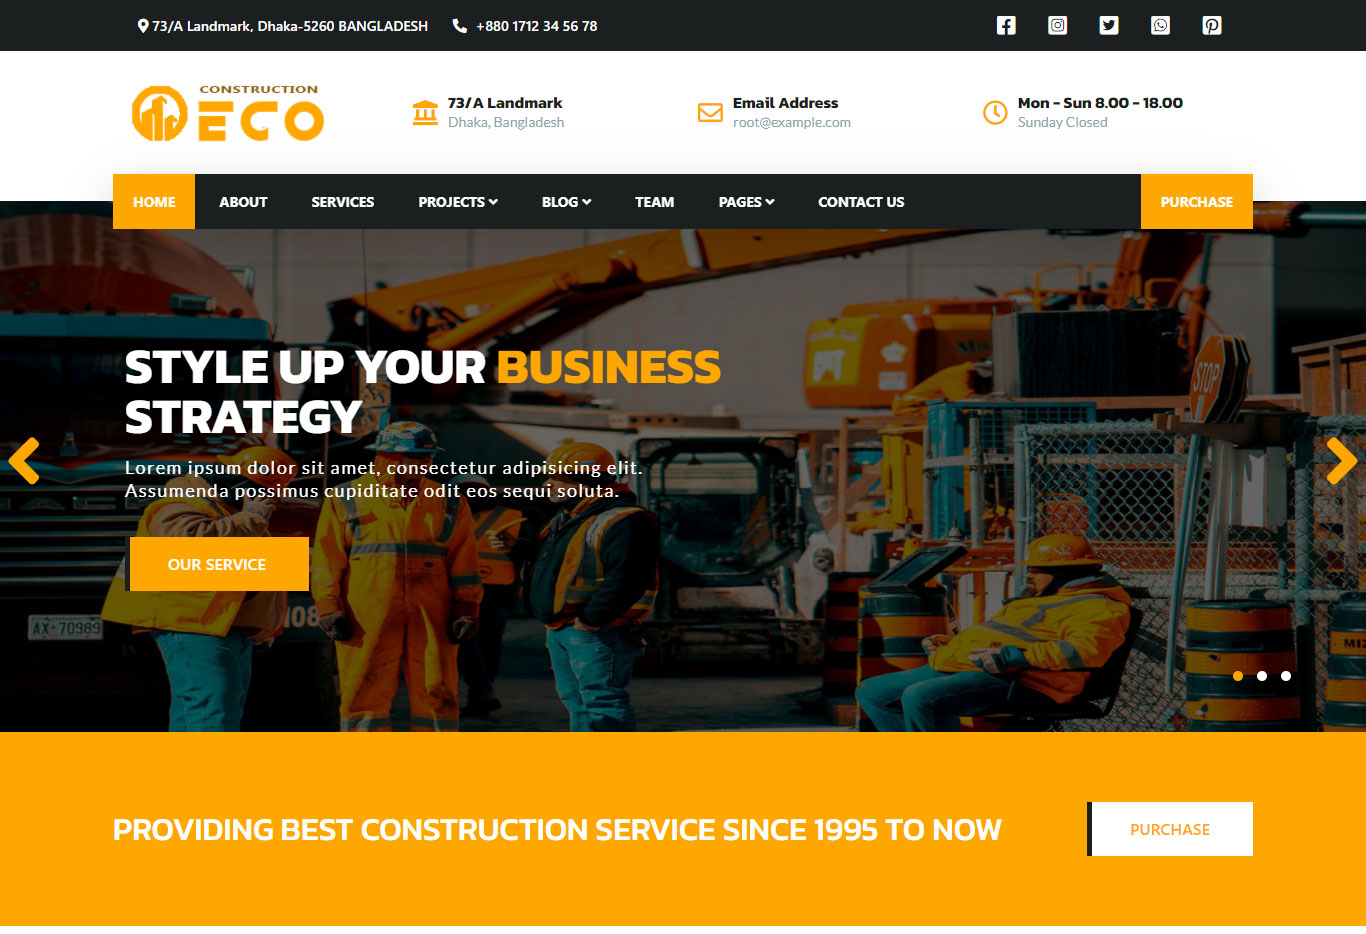 73/A Landmark, Dhaka-5260 BANGLADESH
+880 1712 34 56 78
CONSTRUCTION
ECO
73/A Landmark
Dhaka, Bangladesh
Email Address
root@example.com
Mon - Sun 8.00 - 18.00
Sunday Closed
HOME
ABOUT
SERVICES
PROJECTS
BLOG
TEAM
PAGES
CONTACT US
PURCHASE
STYLE UP YOUR BUSINESS
STRATEGY
Lorem ipsum dolor sit amet, consectetur adipisicing elit.
Assumenda possimus cupiditate odit eos sequi soluta.
OUR SERVICE
STOP
AX-70989
108
PROVIDING BEST CONSTRUCTION SERVICE SINCE 1995 TO NOW
PURCHASE